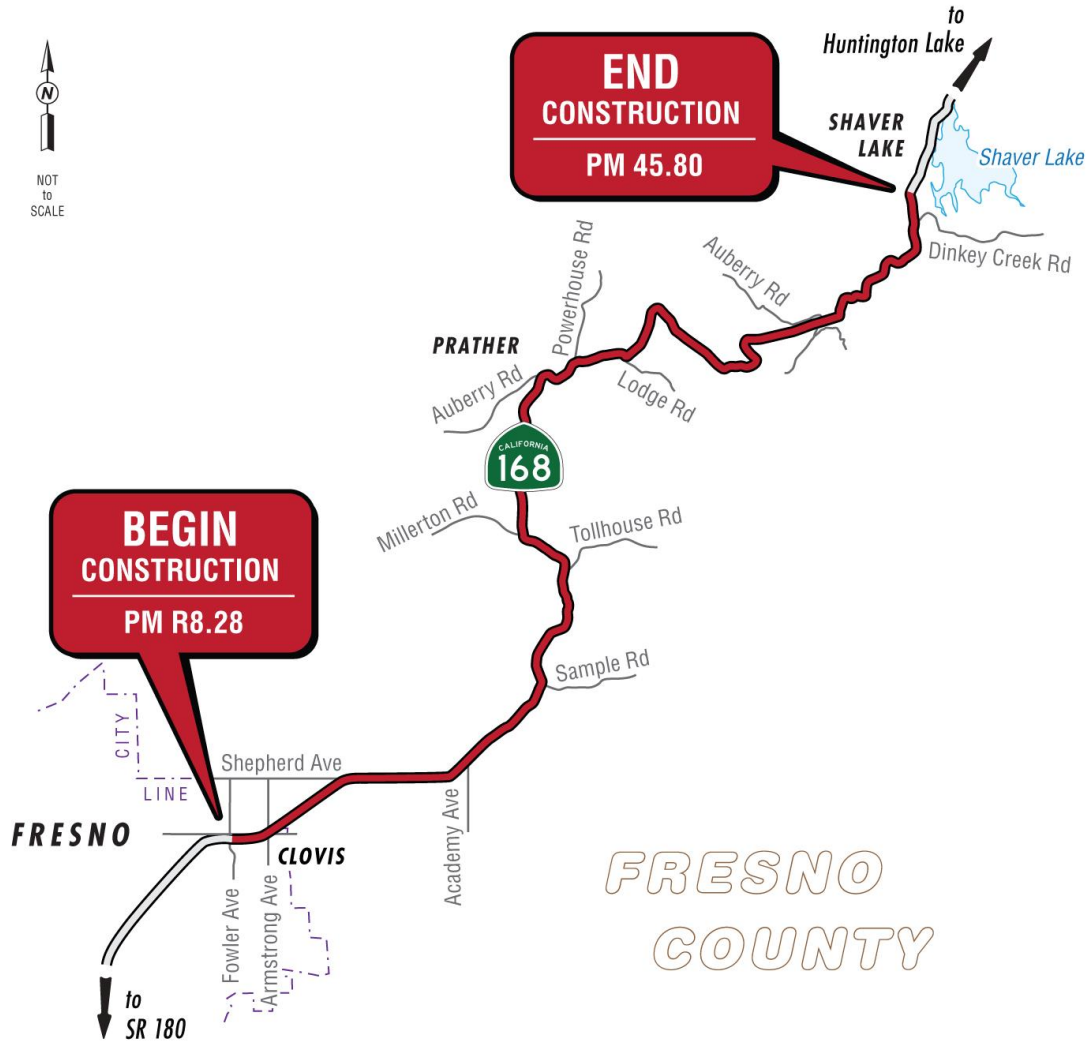 to
Huntington Lake
N
NOT
to
SCALE
END
CONSTRUCTION
PM 45.80
SHAVER
LAKE
Shaver Lake
Dinkey Creek Rd
Auberry Rd
Powerhouse Rd
PRATHER
Auberry Rd
Lodge Rd
CALIFORNIA
168
Millerton Rd
Tollhouse Rd
BEGIN
CONSTRUCTION
PM R8.28
Sample Rd
CITY
LINE
Shepherd Ave
FRESNO
CLOVIS
Academy Ave
Fowler Ave
Armstrong Ave
FRESNO
COUNTY
to
SR 180